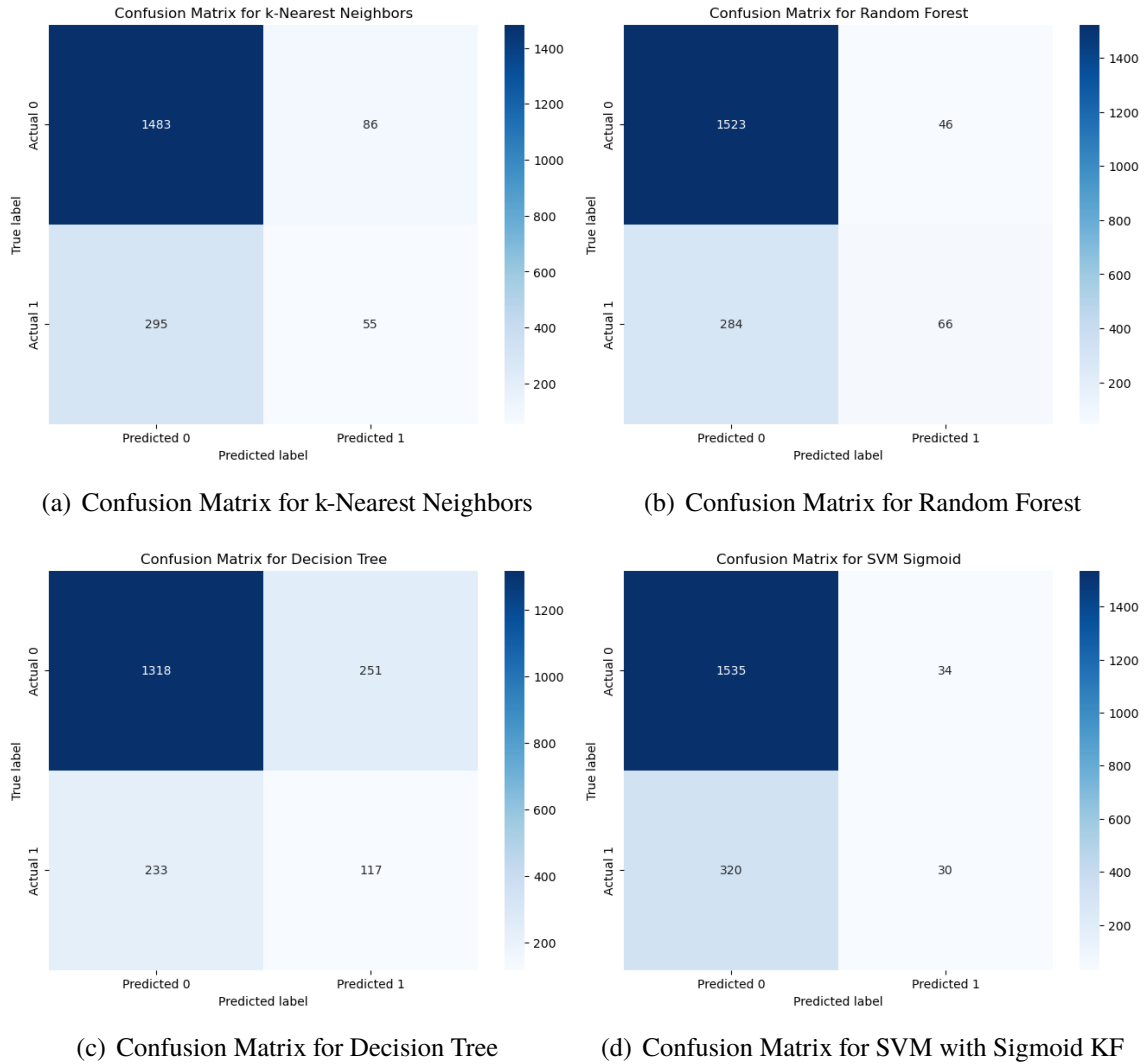 Confusion Matrix for k-Nearest Neighbors
1483 86
295 55
Actual 0
Actual 1
True label
Predicted 0 Predicted 1
Predicted label
1400
1200
1000
800
600
400
200
(a) Confusion Matrix for k-Nearest Neighbors
Confusion Matrix for Random Forest
1523 46
284 66
Actual 0
Actual 1
True label
Predicted 0 Predicted 1
Predicted label
1400
1200
1000
800
600
400
200
(b) Confusion Matrix for Random Forest
Confusion Matrix for Decision Tree
1318 251
233 117
Actual 0
Actual 1
True label
Predicted 0 Predicted 1
Predicted label
1200
1000
800
600
400
200
(c) Confusion Matrix for Decision Tree
Confusion Matrix for SVM Sigmoid
1535 34
320 30
Actual 0
Actual 1
True label
Predicted 0 Predicted 1
Predicted label
1400
1200
1000
800
600
400
200
(d) Confusion Matrix for SVM with Sigmoid KF